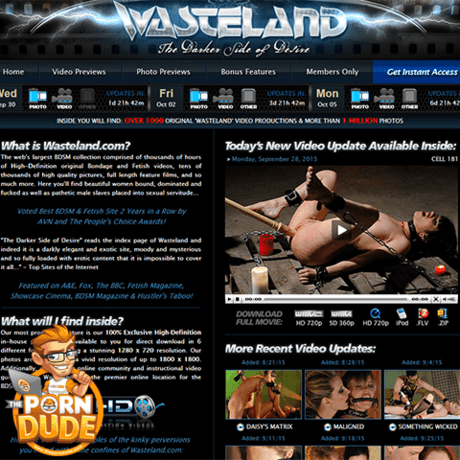 WASTELAND
The Darker Side of Desire
Home Video Previews Photo Previews Bonus Features Members Only Get Instant Access
Wed
Sep 30
PHOTO VIDEO OTHER
UPDATES IN
1d 21h 42m
Fri
Oct 02
PHOTO VIDEO OTHER
UPDATES IN
3d 21h 42m
Mon
Oct 05
PHOTO VIDEO OTHER
UPDATES IN
6d 21h 42m
INSIDE YOU WILL FIND: OVER 1000 ORIGINAL 'WASTELAND' VIDEO PRODUCTIONS & MORE THAN 1 MILLION PHOTOS
What is Wasteland.com?
The web's largest BDSM collection comprised of thousands of hours
of High-Definition original Bondage and Fetish videos, tens of
thousands of high quality pictures, full length feature films, and so
much more. Here you'll find beautiful women bound, dominated and
fucked as well as pathetic male slaves placed into sexual servitude...
Voted Best BDSM & Fetish Site 2 Years in a Row by
AVN and The People's Choice Awards!
"The Darker Side of Desire" reads the index page of Wasteland and
indeed it is a darkly elegant and exotic site, moody and mysterious
and so fully loaded with erotic content that it is impossible to cover
it all..." - Top Sites of the Internet
Featured on A&E, Fox, The BBC, Fetish Magazine,
Showcase Cinema, BDSM Magazine & Hustler's Taboo!
What will I find inside?
Our most feature is our 100% Exclusive High-Definition
in-house available to you for direct download in 6
different a stunning 1280 x 720 resolution. Our
photos are vivid resolution of up to 1800 x 1800.
online community and instructional video
the premier online location for the
HD
VIDEOS
of the kinky perversions
confines of Wasteland.com:
THE PORN DUDE
Today's New Video Update Available Inside:
Monday, September 28, 2015 CELL 181
DOWNLOAD
FULL MOVIE:
HD 720p SD 360p HD 720p iPod .FLV .ZIP
More Recent Video Updates:
Added: 8/21/15 Added: 8/28/15 Added: 9/4/15
DAISY'S MATRIX MALIGNED SOMETHING WICKED
Added: 9/11/15 Added: 9/18/15 Added: 9/25/15